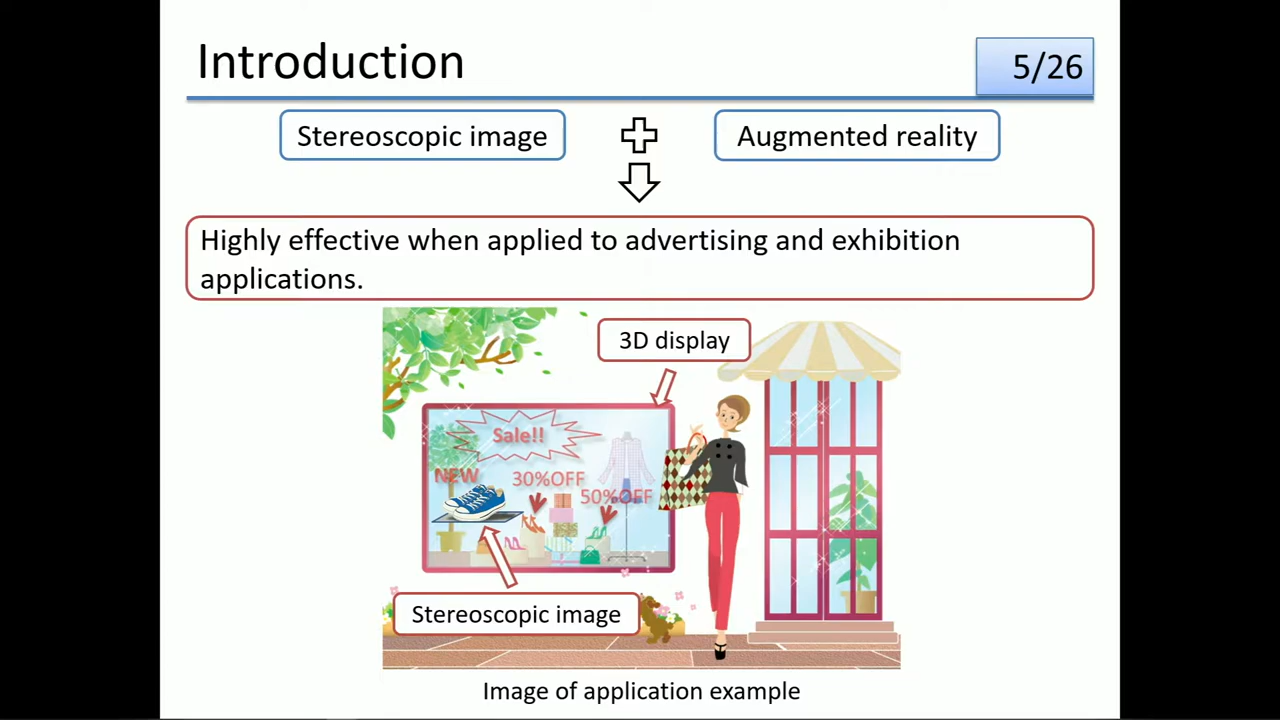 Introduction
5/26
Stereoscopic image
Augmented reality
Highly effective when applied to advertising and exhibition
applications.
3D display
Sale!!
NEW
30%OFF
50%OFF
Stereoscopic image
Image of application example